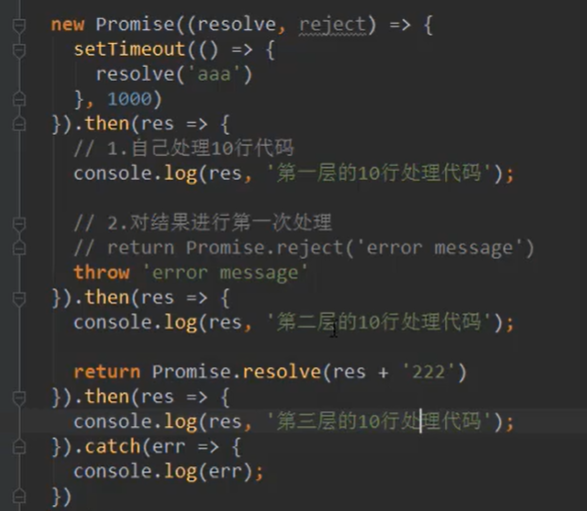 new Promise((resolve, reject) => {
  setTimeout(() => {
    resolve('aaa')
  }, 1000)
}).then(res => {
  // 1.自己处理10行代码
  console.log(res, '第一层的10行处理代码');

  // 2.对结果进行第一次处理
  // return Promise.reject('error message')
  throw 'error message'
}).then(res => {
  console.log(res, '第二层的10行处理代码');

  return Promise.resolve(res + '222')
}).then(res => {
  console.log(res, '第三层的10行处理代码');
}).catch(err => {
  console.log(err);
})